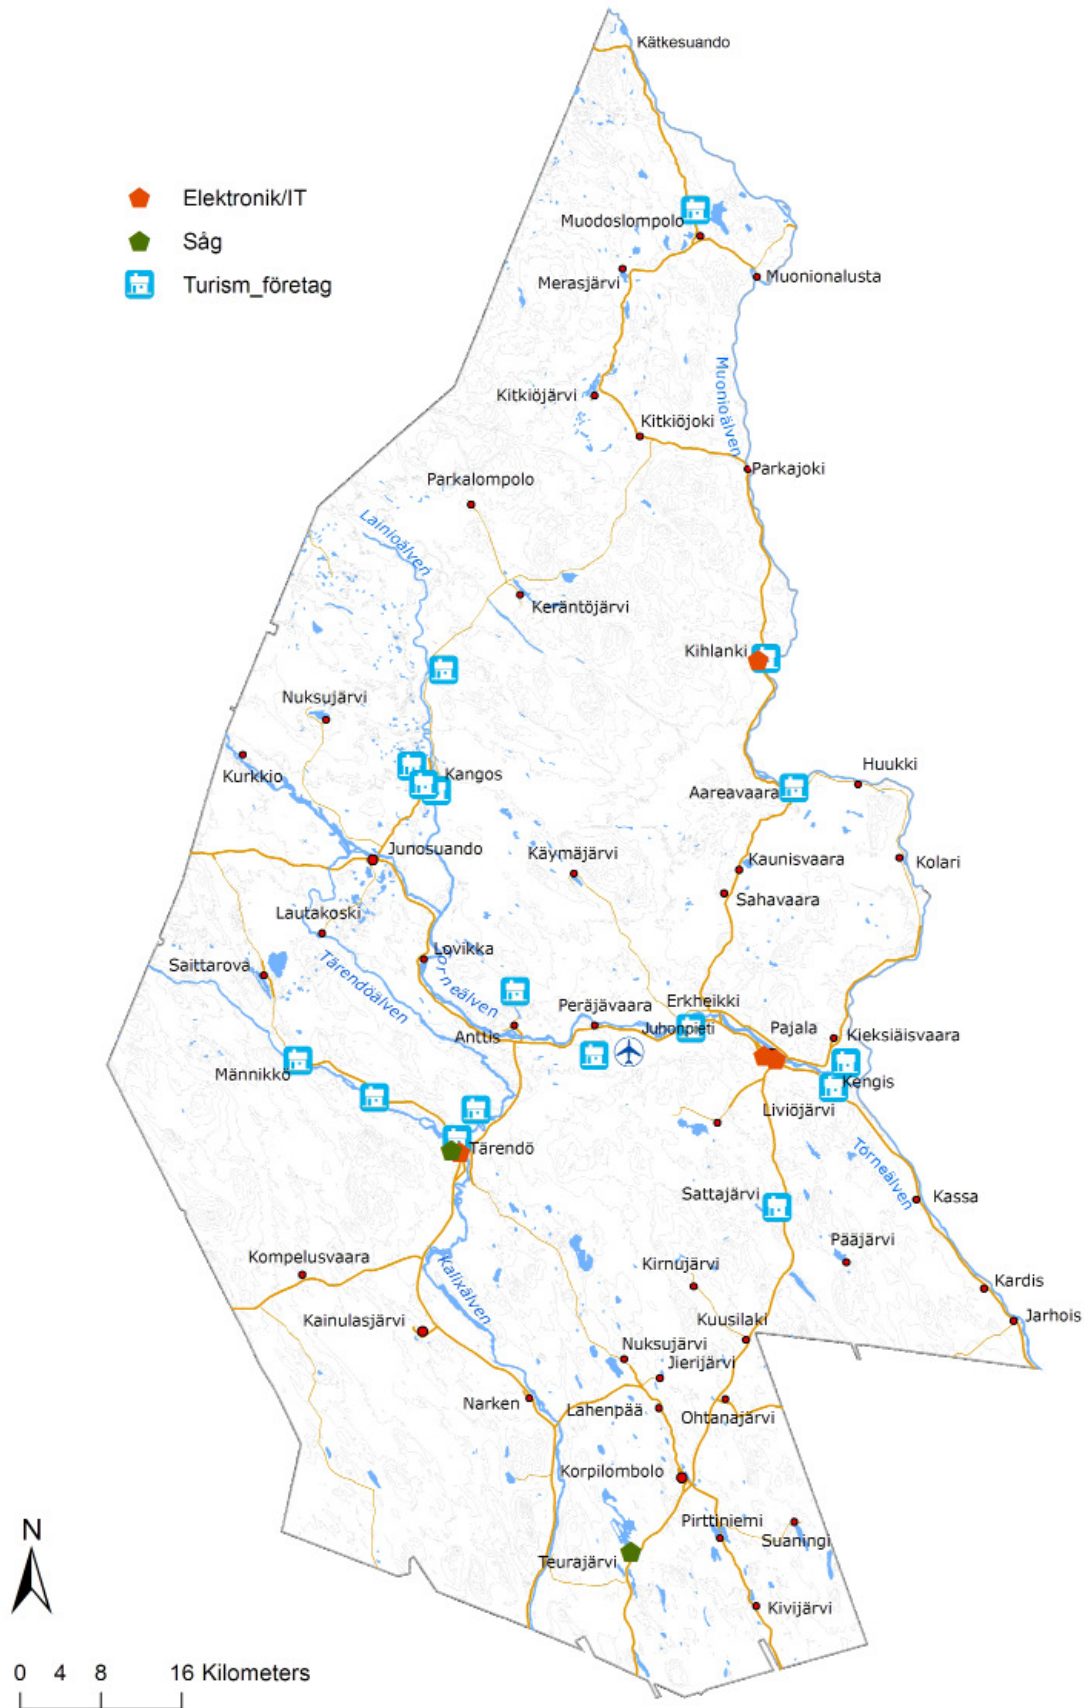 Kätkesuando
Elektronik/IT
Muodoslompolo
Såg
Merasjärvi
Muonionalusta
Turism_företag
Muonioälven
Kitkiöjärvi
Kitkiöjoki
Parkajoki
Parkalompolo
Lainioälven
Keräntöjärvi
Kihlanki
Nuksujärvi
Kurkkio
Kangos
Huukki
Aareavaara
Junosuando
Käymäjärvi
Kaunisvaara
Kolari
Sahavaara
Lautakoski
Lovikka
Saittarova
Tärendöälven
Torneälven
Peräjävaara
Erkheikki
Anttis
Juhonpieti
Pajala
Kieksiäisvaara
Männikkö
Kengis
Liviöjärvi
Tärendö
Torneälven
Sattajärvi
Kassa
Pääjärvi
Kompelusvaara
Kalixälven
Kirnujärvi
Kardis
Kainulasjärvi
Kuusilaki
Jarhois
Nuksujärvi
Jierijärvi
Narken
Lahenpää
Ohtanajärvi
Korpilombolo
Pirttiniemi
Suaningi
N
Teurajärvi
Kivijärvi
0 4 8 16 Kilometers